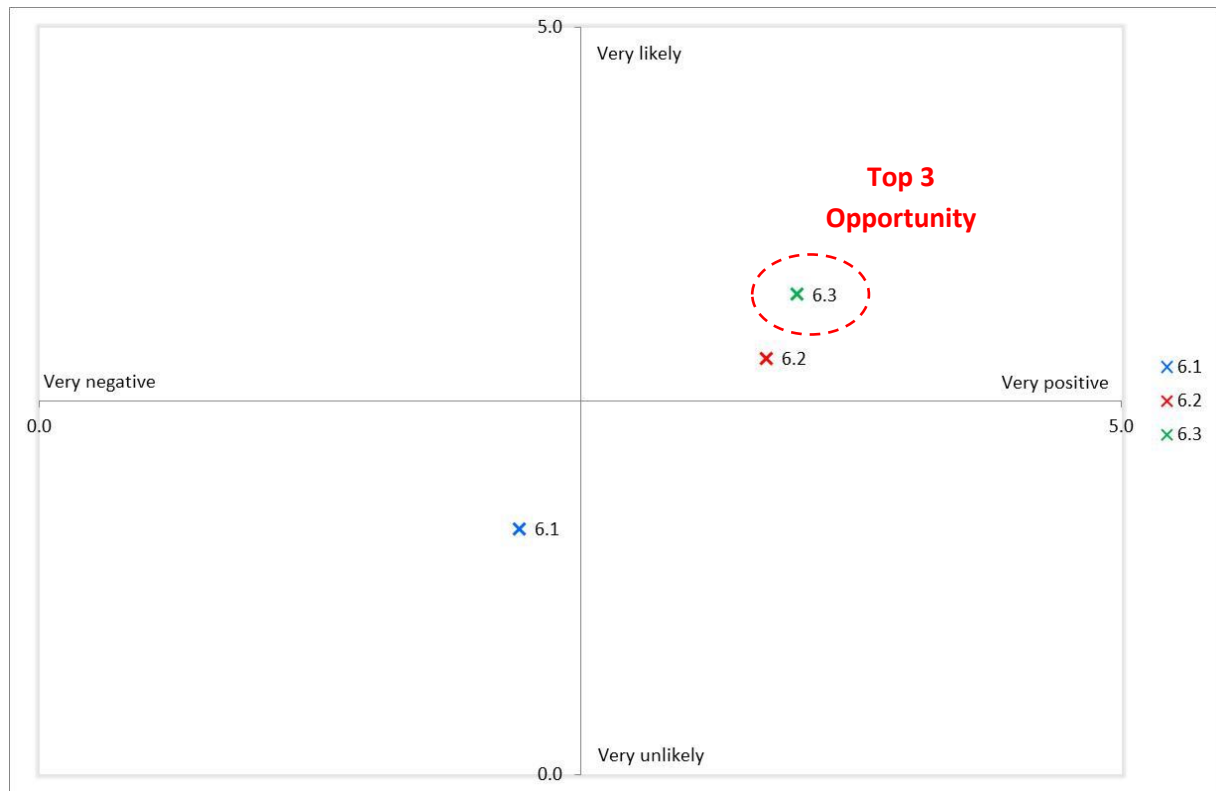 5.0
Very likely
Top 3
Opportunity
6.3
6.2
Very negative
Very positive
0.0
5.0
6.1
6.2
6.3
6.1
Very unlikely
0.0